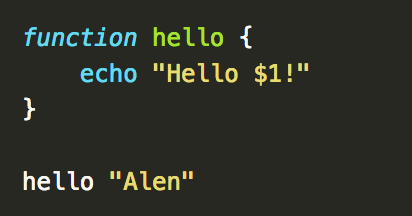 function hello {
    echo "Hello $1!"
}

hello "Alen"